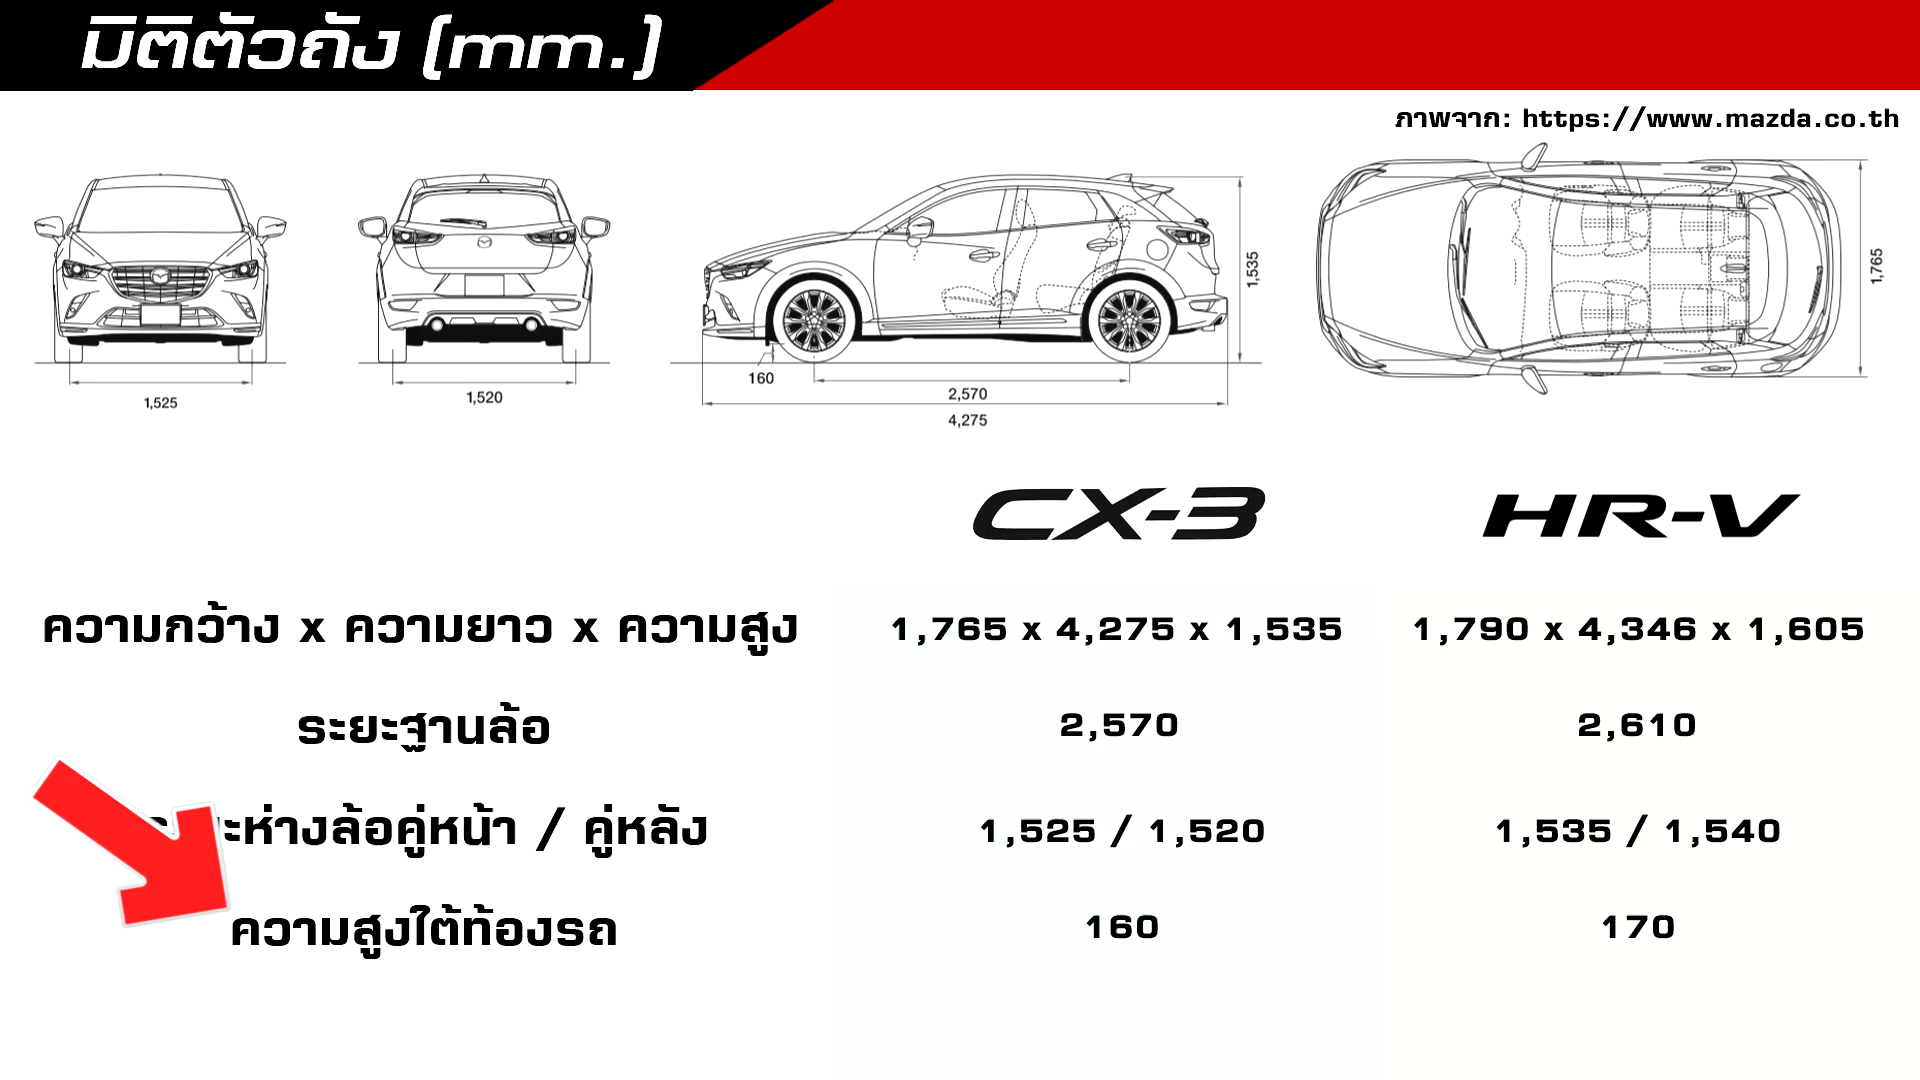 มิติตัวถัง (mm.)
ภาพจาก: https://www.mazda.co.th
1,525
1,520
160
2,570
4,275
1,535
1,765
CX-3 HR-V
ความกว้าง x ความยาว x ความสูง 1,765 x 4,275 x 1,535 1,790 x 4,346 x 1,605
ระยะฐานล้อ 2,570 2,610
ห่างล้อคู่หน้า / คู่หลัง 1,525 / 1,520 1,535 / 1,540
ความสูงใต้ท้องรถ 160 170